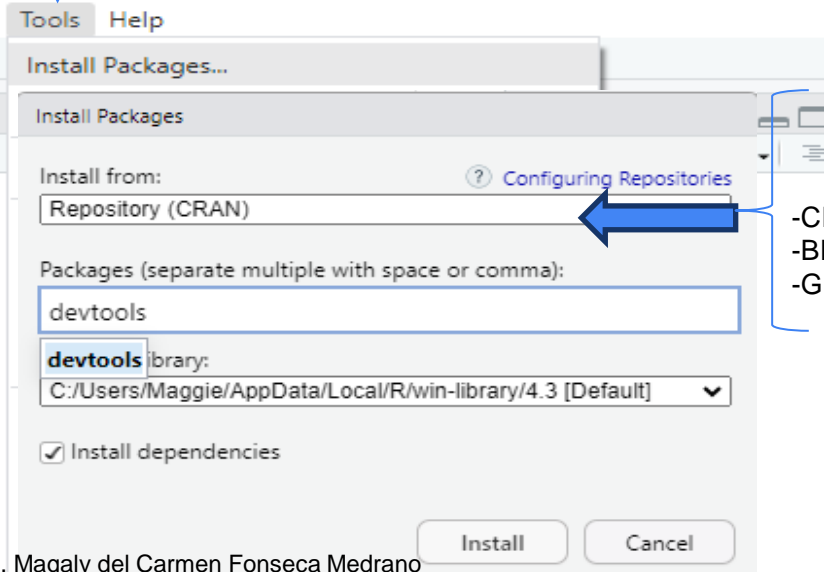 Tools Help
Install Packages...
Install Packages
Install from:
? Configuring Repositories
Repository (CRAN)
Packages (separate multiple with space or comma):
devtools
devtools ibrary:
C:/Users/Maggie/AppData/Local/R/win-library/4.3 [Default]
Install dependencies
Install Cancel
. Magaly del Carmen Fonseca Medrano